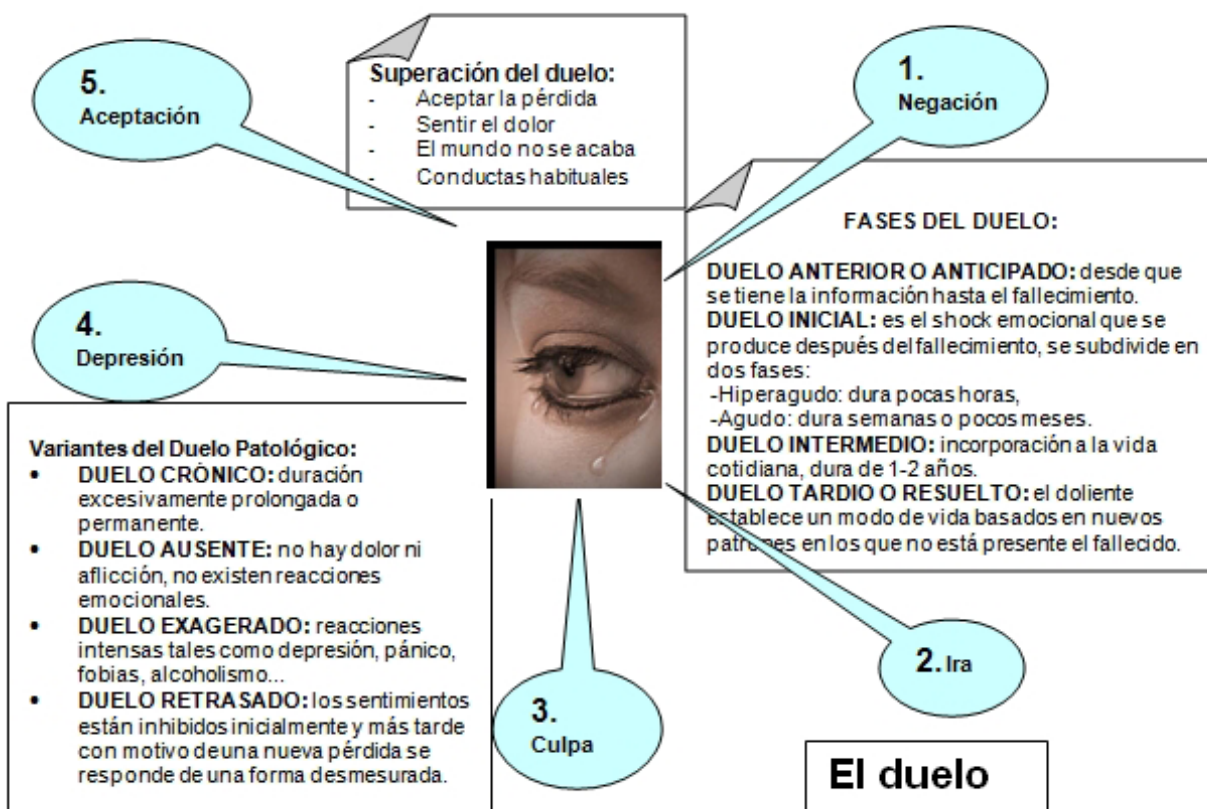 5.
Aceptación
Superación del duelo:
- Aceptar la pérdida
- Sentir el dolor
- El mundo no se acaba
- Conductas habituales
1.
Negación
FASES DEL DUELO:
DUELO ANTERIOR O ANTICIPADO: desde que
se tiene la información hasta el fallecimiento.
DUELO INICIAL: es el shock emocional que se
produce después del fallecimiento, se subdivide en
dos fases:
-Hiperagudo: dura pocas horas,
-Agudo: dura semanas o pocos meses.
DUELO INTERMEDIO: incorporación a la vida
cotidiana, dura de 1-2 años.
DUELO TARDIO O RESUELTO: el doliente
establece un modo de vida basados en nuevos
patrones en los que no está presente el fallecido.
4.
Depresión
Variantes del Duelo Patológico:
• DUELO CRÓNICO: duración
excesivamente prolongada o
permanente.
• DUELO AUSENTE: no hay dolor ni
aflicción, no existen reacciones
emocionales.
• DUELO EXAGERADO: reacciones
intensas tales como depresión, pánico,
fobias, alcoholismo...
• DUELO RETRASADO: los sentimientos
están inhibidos inicialmente y más tarde
con motivo de una nueva pérdida se
responde de una forma desmesurada.
3.
Culpa
2. Ira
El duelo